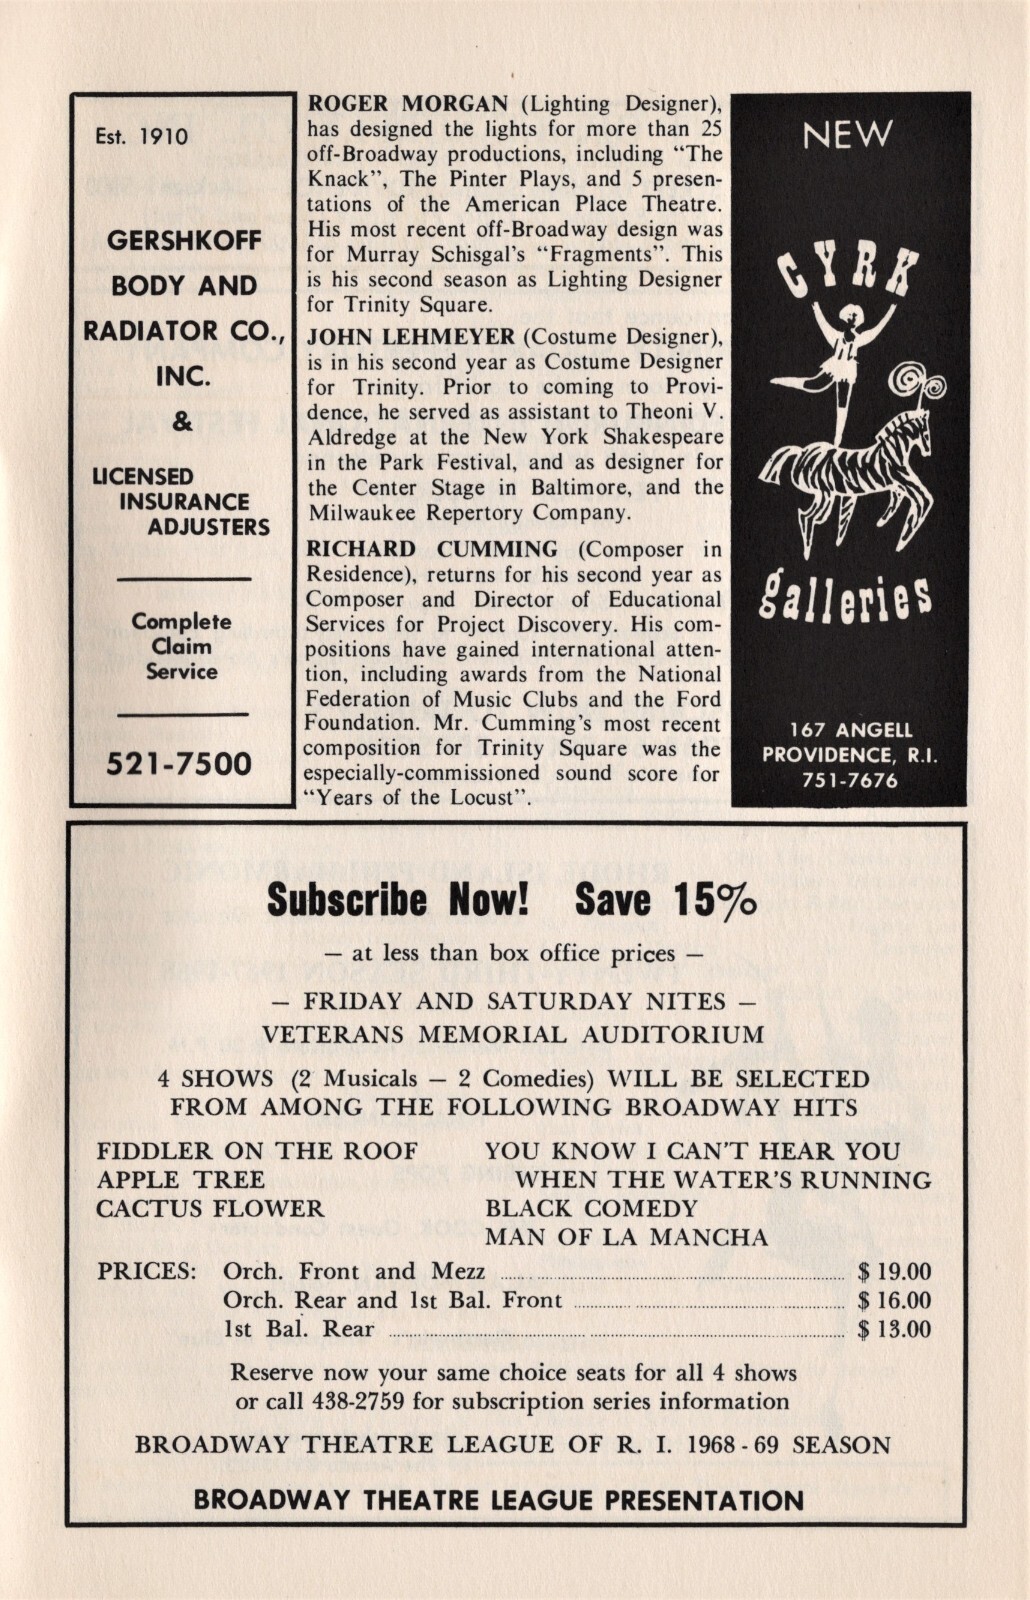 Est. 1910
GERSHKOFF
BODY AND
RADIATOR CO.,
INC.
&
LICENSED
INSURANCE
ADJUSTERS
Complete
Claim
Service
521-7500
ROGER MORGAN (Lighting Designer),
has designed the lights for more than 25
off-Broadway productions, including “The
Knack”, The Pinter Plays, and 5 presen-
tations of the American Place Theatre.
His most recent off-Broadway design was
for Murray Schisgal’s “Fragments”. This
is his second season as Lighting Designer
for Trinity Square.
JOHN LEHMEYER (Costume Designer),
is in his second year as Costume Designer
for Trinity. Prior to coming to Provi-
dence, he served as assistant to Theoni V.
Aldredge at the New York Shakespeare
in the Park Festival, and as designer for
the Center Stage in Baltimore, and the
Milwaukee Repertory Company.
RICHARD CUMMING (Composer in
Residence), returns for his second year as
Composer and Director of Educational
Services for Project Discovery. His com-
positions have gained international atten-
tion, including awards from the National
Federation of Music Clubs and the Ford
Foundation. Mr. Cumming’s most recent
composition for Trinity Square was the
especially-commissioned sound score for
“Years of the Locust”.
NEW
CYRK
galleries
167 ANGELL
PROVIDENCE, R.I.
751-7676
Subscribe Now! Save 15%
— at less than box office prices —
— FRIDAY AND SATURDAY NITES —
VETERANS MEMORIAL AUDITORIUM
4 SHOWS (2 Musicals — 2 Comedies) WILL BE SELECTED
FROM AMONG THE FOLLOWING BROADWAY HITS
FIDDLER ON THE ROOF
APPLE TREE
CACTUS FLOWER
YOU KNOW I CAN’T HEAR YOU
WHEN THE WATER’S RUNNING
BLACK COMEDY
MAN OF LA MANCHA
PRICES: Orch. Front and Mezz $ 19.00
Orch. Rear and 1st Bal. Front $ 16.00
1st Bal. Rear $ 13.00
Reserve now your same choice seats for all 4 shows
or call 438-2759 for subscription series information
BROADWAY THEATRE LEAGUE OF R. I. 1968 - 69 SEASON
BROADWAY THEATRE LEAGUE PRESENTATION